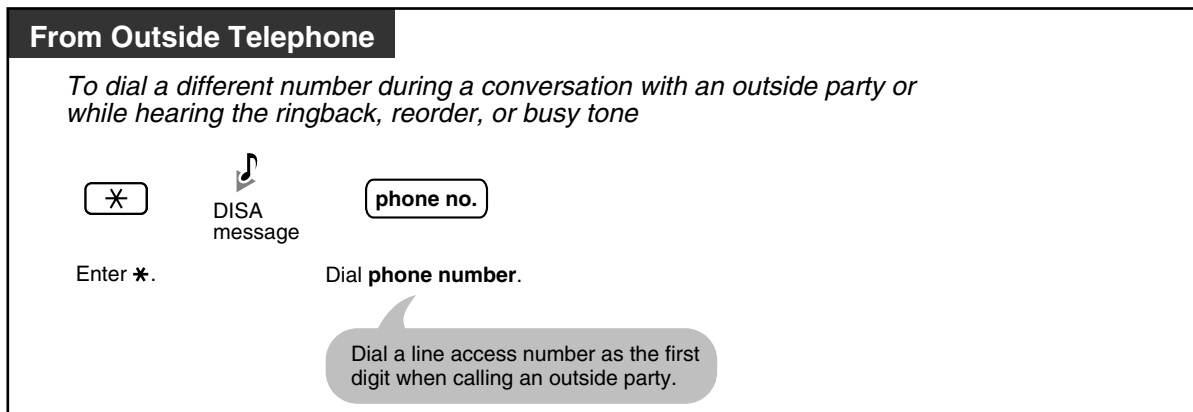 From Outside Telephone
To dial a different number during a conversation with an outside party or
while hearing the ringback, reorder, or busy tone
* DISA message phone no.
Enter *. Dial phone number.
Dial a line access number as the first
digit when calling an outside party.